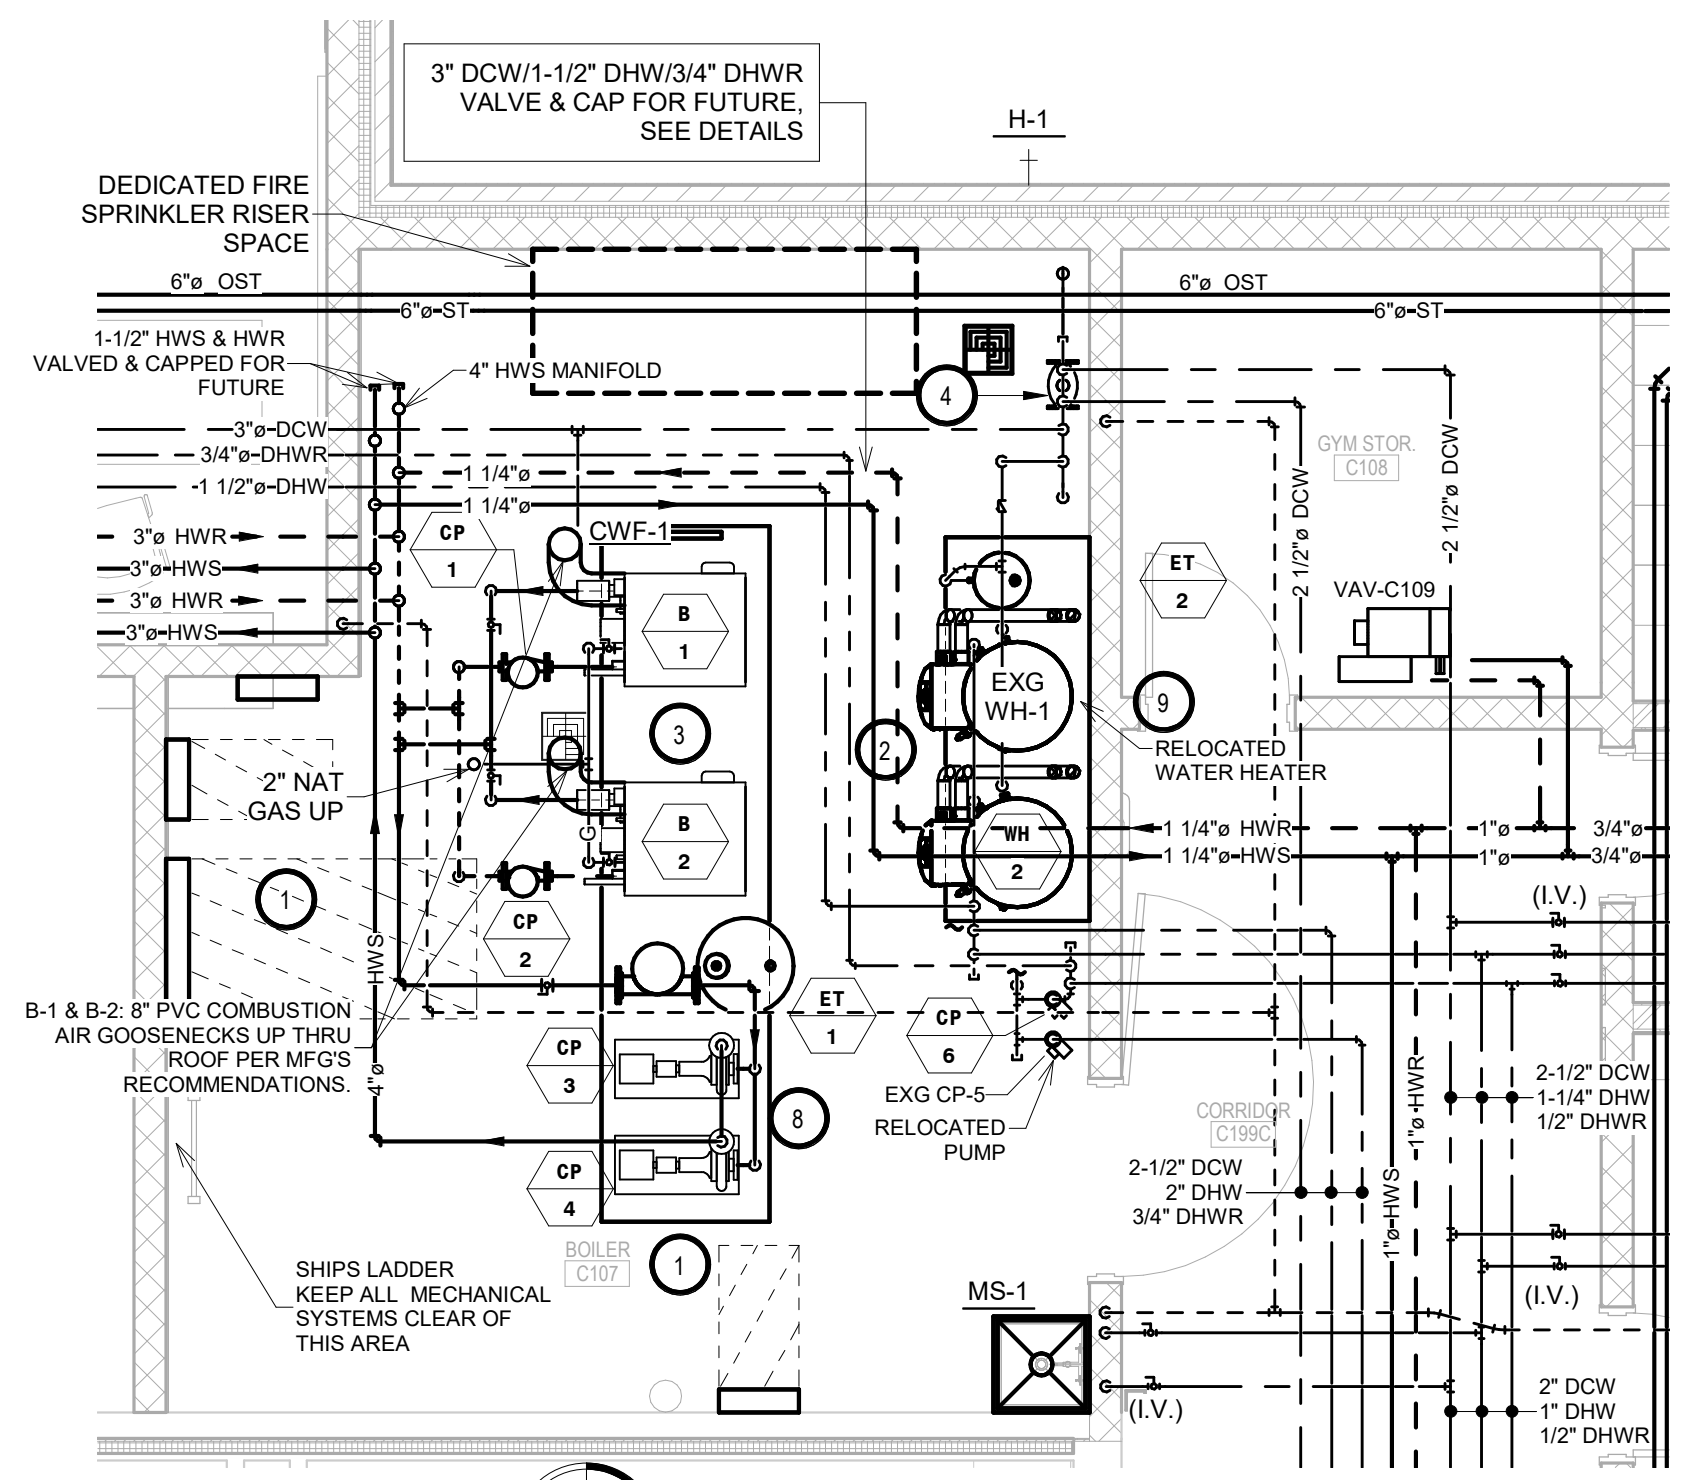 3" DCW/1-1/2" DHW/3/4" DHWR
VALVE & CAP FOR FUTURE,
SEE DETAILS
H-1
DEDICATED FIRE
SPRINKLER RISER
SPACE
6"ø OST
6"ø OST
6"ø ST
6"ø ST
1-1/2" HWS & HWR
VALVED & CAPPED FOR
FUTURE
4" HWS MANIFOLD
4
3"ø DCW
3/4"ø DHWR
1 1/2"ø DHW
1 1/4"ø
1 1/4"ø
GYM STOR.
C108
2 1/2"ø DCW
2 1/2"ø DCW
3"ø HWR
3"ø HWS
3"ø HWR
3"ø HWS
CP
1
CWF-1
B
1
ET
2
VAV-C109
EXG
WH-1
9
3
2
RELOCATED
WATER HEATER
2" NAT
GAS UP
G
B
2
WH
2
1 1/4"ø HWR
1"ø
3/4"ø
1 1/4"ø HWS
1"ø
3/4"ø
1
(I.V.)
CP
2
4"ø HWS
B-1 & B-2: 8" PVC COMBUSTION
AIR GOOSENECKS UP THRU
ROOF PER MFG'S
RECOMMENDATIONS.
ET
1
CP
6
CP
3
EXG CP-5
RELOCATED
PUMP
8
CORRIDOR
C199C
1"ø HWR
2-1/2" DCW
1-1/4" DHW
1/2" DHWR
CP
4
2-1/2" DCW
2" DHW
3/4" DHWR
1"ø HWS
BOILER
C107
1
SHIPS LADDER
KEEP ALL MECHANICAL
SYSTEMS CLEAR OF
THIS AREA
MS-1
(I.V.)
(I.V.)
2" DCW
1" DHW
1/2" DHWR